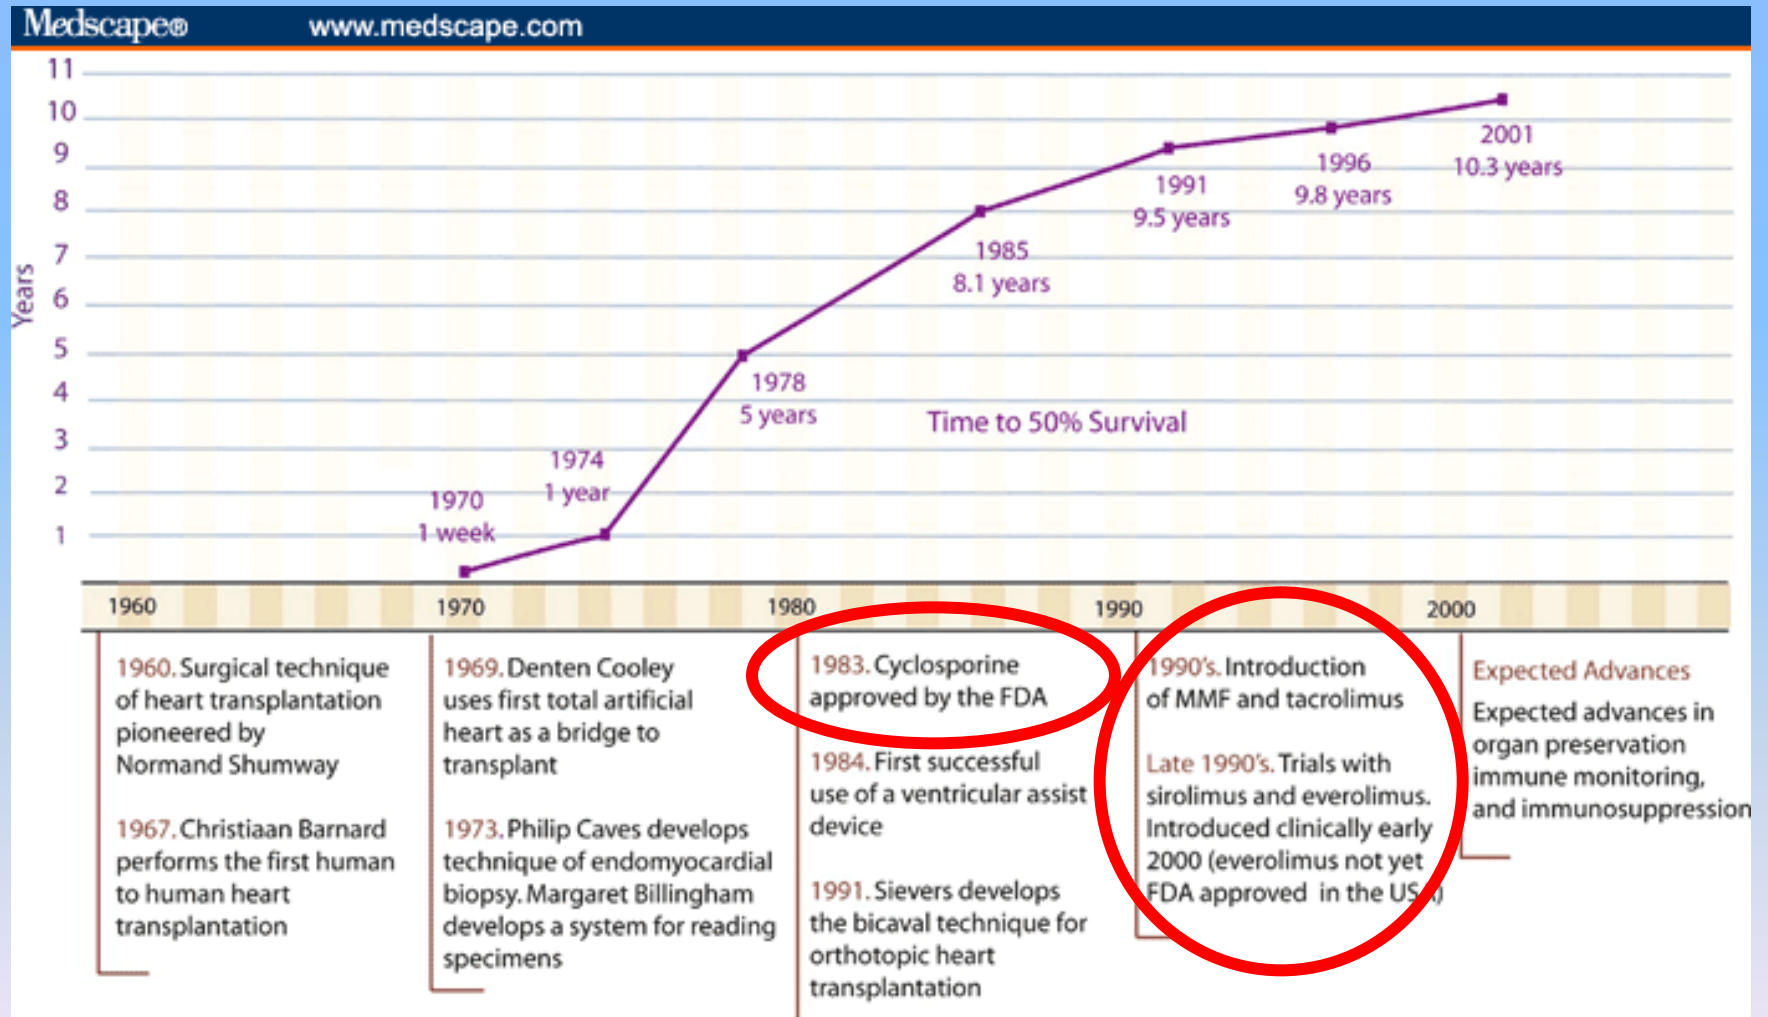 Medscape® www.medscape.com
11
10
9
8
7
6
5
4
3
2
1
Years
1970
1 week
1974
1 year
1978
5 years
1985
8.1 years
1991
9.5 years
1996
9.8 years
2001
10.3 years
Time to 50% Survival
1960 1970 1980 1990 2000
1960. Surgical technique
of heart transplantation
pioneered by
Normand Shumway
1967. Christiaan Barnard
performs the first human
to human heart
transplantation
1969. Denten Cooley
uses first total artificial
heart as a bridge to
transplant
1973. Philip Caves develops
technique of endomyocardial
biopsy. Margaret Billingham
develops a system for reading
specimens
1983. Cyclosporine
approved by the FDA
1984. First successful
use of a ventricular assist
device
1991. Sievers develops
the bicaval technique for
orthotopic heart
transplantation
1990's. Introduction
of MMF and tacrolimus
Late 1990's. Trials with
sirolimus and everolimus.
Introduced clinically early
2000 (everolimus not yet
FDA approved in the USA)
Expected Advances
Expected advances in
organ preservation
immune monitoring,
and immunosuppression